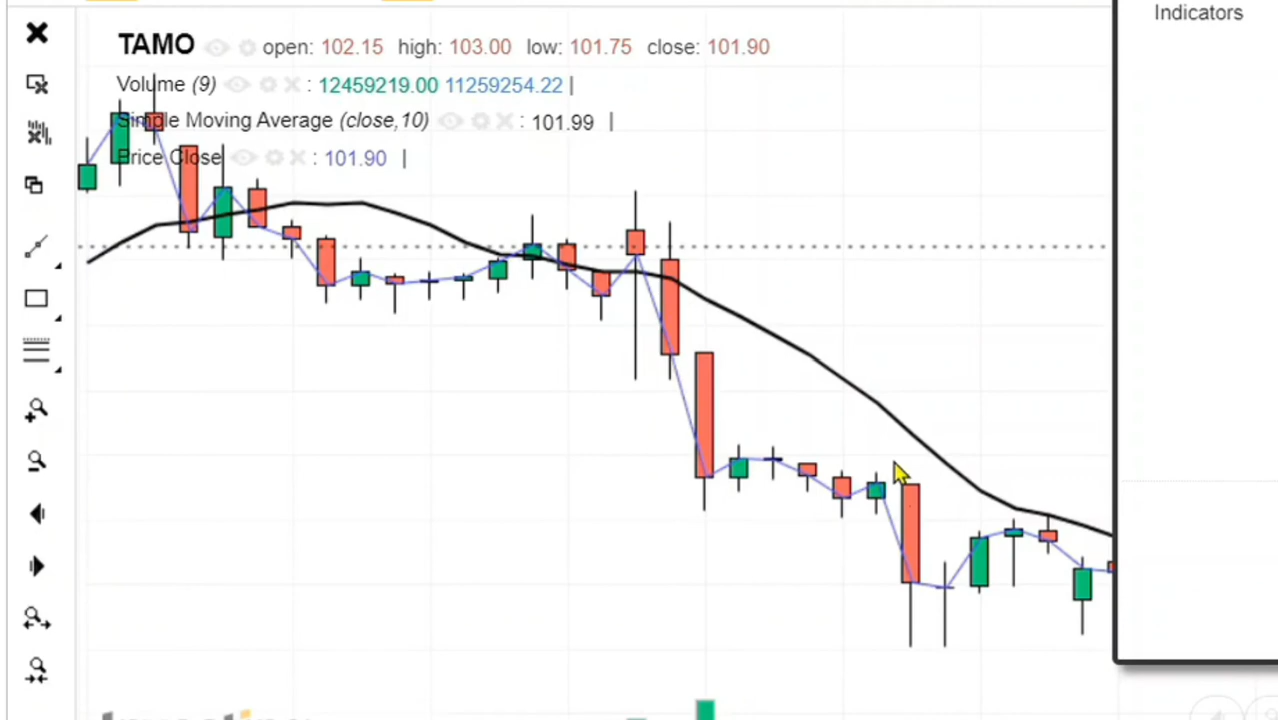 Indicators
TAMO open: 102.15 high: 103.00 low: 101.75 close: 101.90
Volume (9) : 12459219.00 11259254.22 |
Simple Moving Average (close,10) : 101.99 |
Price Close : 101.90 |